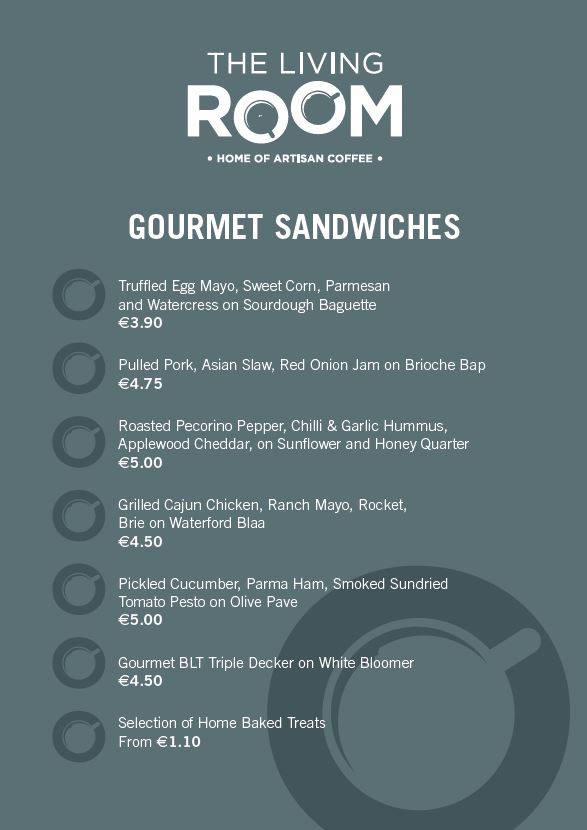 THE LIVING
ROOM
• HOME OF ARTISAN COFFEE •
GOURMET SANDWICHES
Truffled Egg Mayo, Sweet Corn, Parmesan
and Watercress on Sourdough Baguette
€3.90
Pulled Pork, Asian Slaw, Red Onion Jam on Brioche Bap
€4.75
Roasted Pecorino Pepper, Chilli & Garlic Hummus,
Applewood Cheddar, on Sunflower and Honey Quarter
€5.00
Grilled Cajun Chicken, Ranch Mayo, Rocket,
Brie on Waterford Blaa
€4.50
Pickled Cucumber, Parma Ham, Smoked Sundried
Tomato Pesto on Olive Pave
€5.00
Gourmet BLT Triple Decker on White Bloomer
€4.50
Selection of Home Baked Treats
From €1.10